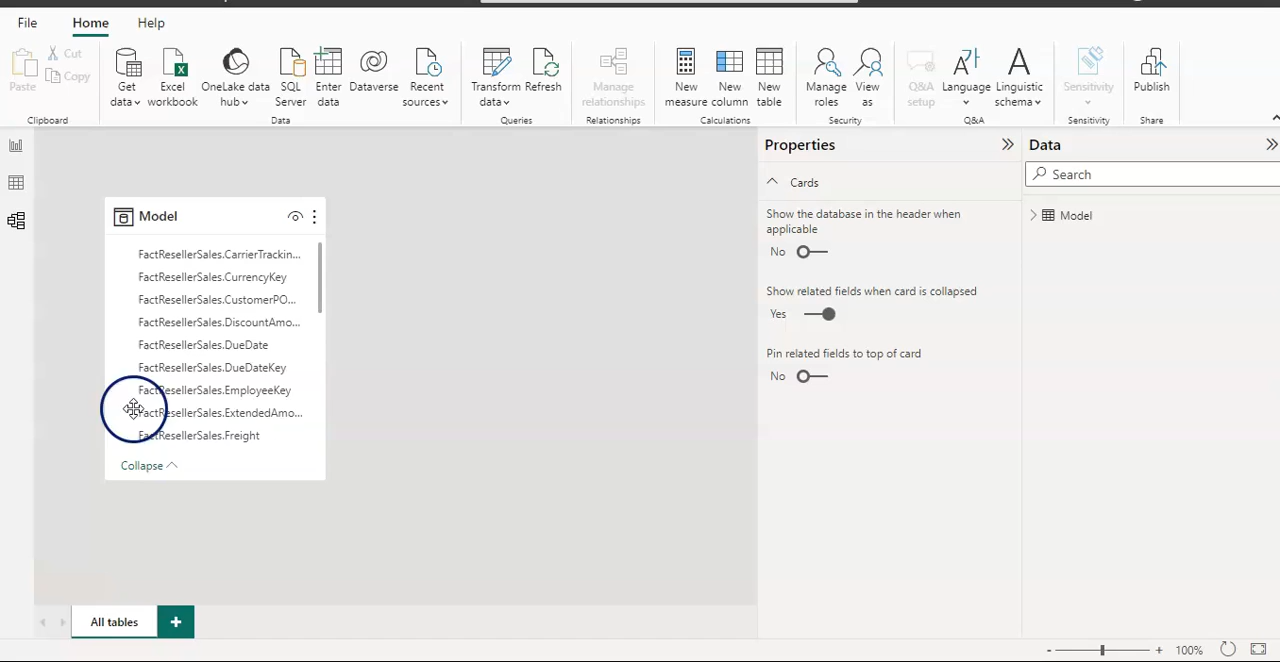 File Home Help
Paste
Cut
Copy
Clipboard
Get data
Excel workbook
OneLake data hub
SQL Server
Enter data
Dataverse
Recent sources
Data
Transform data
Refresh
Queries
Manage relationships
Relationships
New measure
New column
New table
Calculations
Manage roles
View as
Security
Q&A setup
Language
Linguistic schema
Q&A
Sensitivity
Sensitivity
Publish
Share
Model
FactResellerSales.CarrierTrackin...
FactResellerSales.CurrencyKey
FactResellerSales.CustomerPO...
FactResellerSales.DiscountAmo...
FactResellerSales.DueDate
FactResellerSales.DueDateKey
FactResellerSales.EmployeeKey
FactResellerSales.ExtendedAmo...
FactResellerSales.Freight
Collapse
Properties
Cards
Show the database in the header when
applicable
No
Show related fields when card is collapsed
Yes
Pin related fields to top of card
No
Data
Search
Model
All tables +
- + 100%